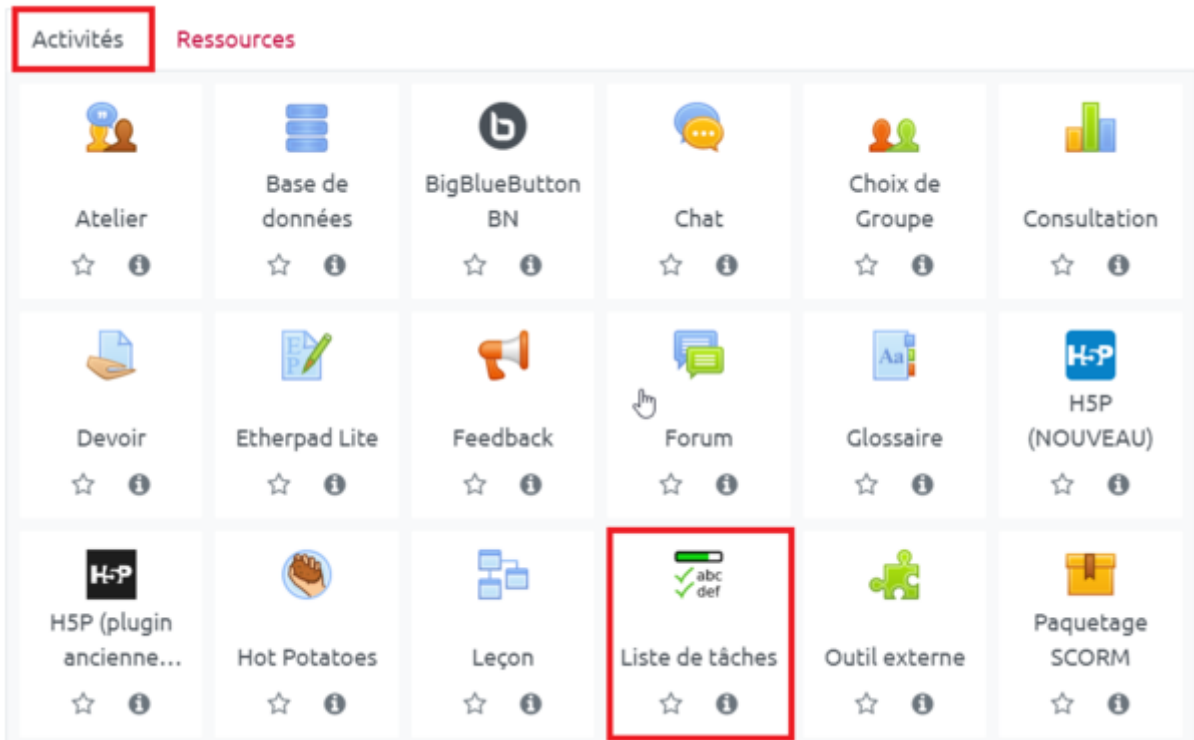 Activités Ressources
Base de BigBlueButton Choix de
Atelier données BN Chat Groupe Consultation
H5P
Devoir Etherpad Lite Feedback Forum Glossaire (NOUVEAU)
H5P (plugin Paquetage
ancienne... Hot Potatoes Leçon Liste de tâches Outil externe SCORM